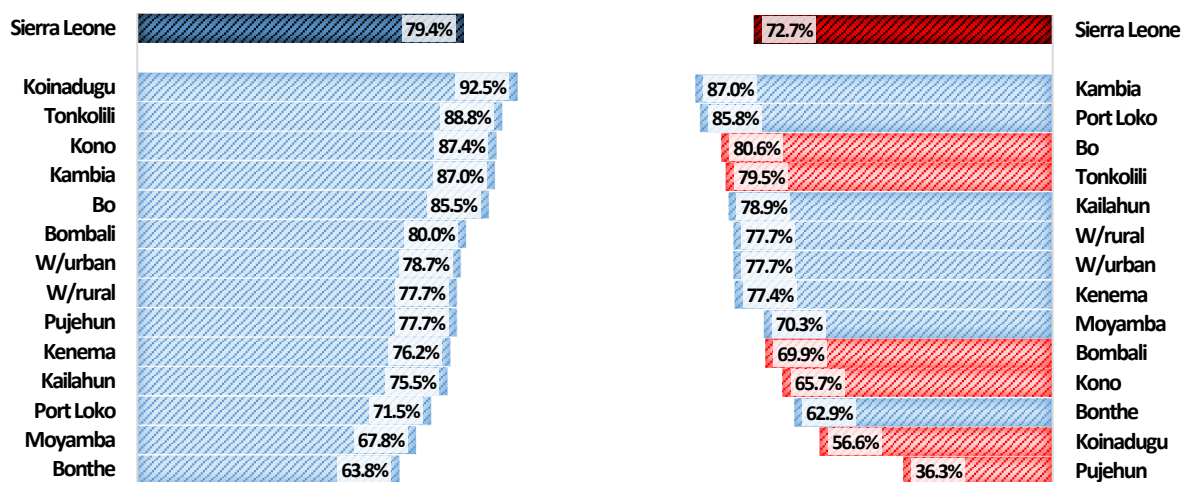 Sierra Leone 79.4%
Koinadugu 92.5%
Tonkolili 88.8%
Kono 87.4%
Kambia 87.0%
Bo 85.5%
Bombali 80.0%
W/urban 78.7%
W/rural 77.7%
Pujehun 77.7%
Kenema 76.2%
Kailahun 75.5%
Port Loko 71.5%
Moyamba 67.8%
Bonthe 63.8%
72.7% Sierra Leone
87.0% Kambia
85.8% Port Loko
80.6% Bo
79.5% Tonkolili
78.9% Kailahun
77.7% W/rural
77.7% W/urban
77.4% Kenema
70.3% Moyamba
69.9% Bombali
65.7% Kono
62.9% Bonthe
56.6% Koinadugu
36.3% Pujehun